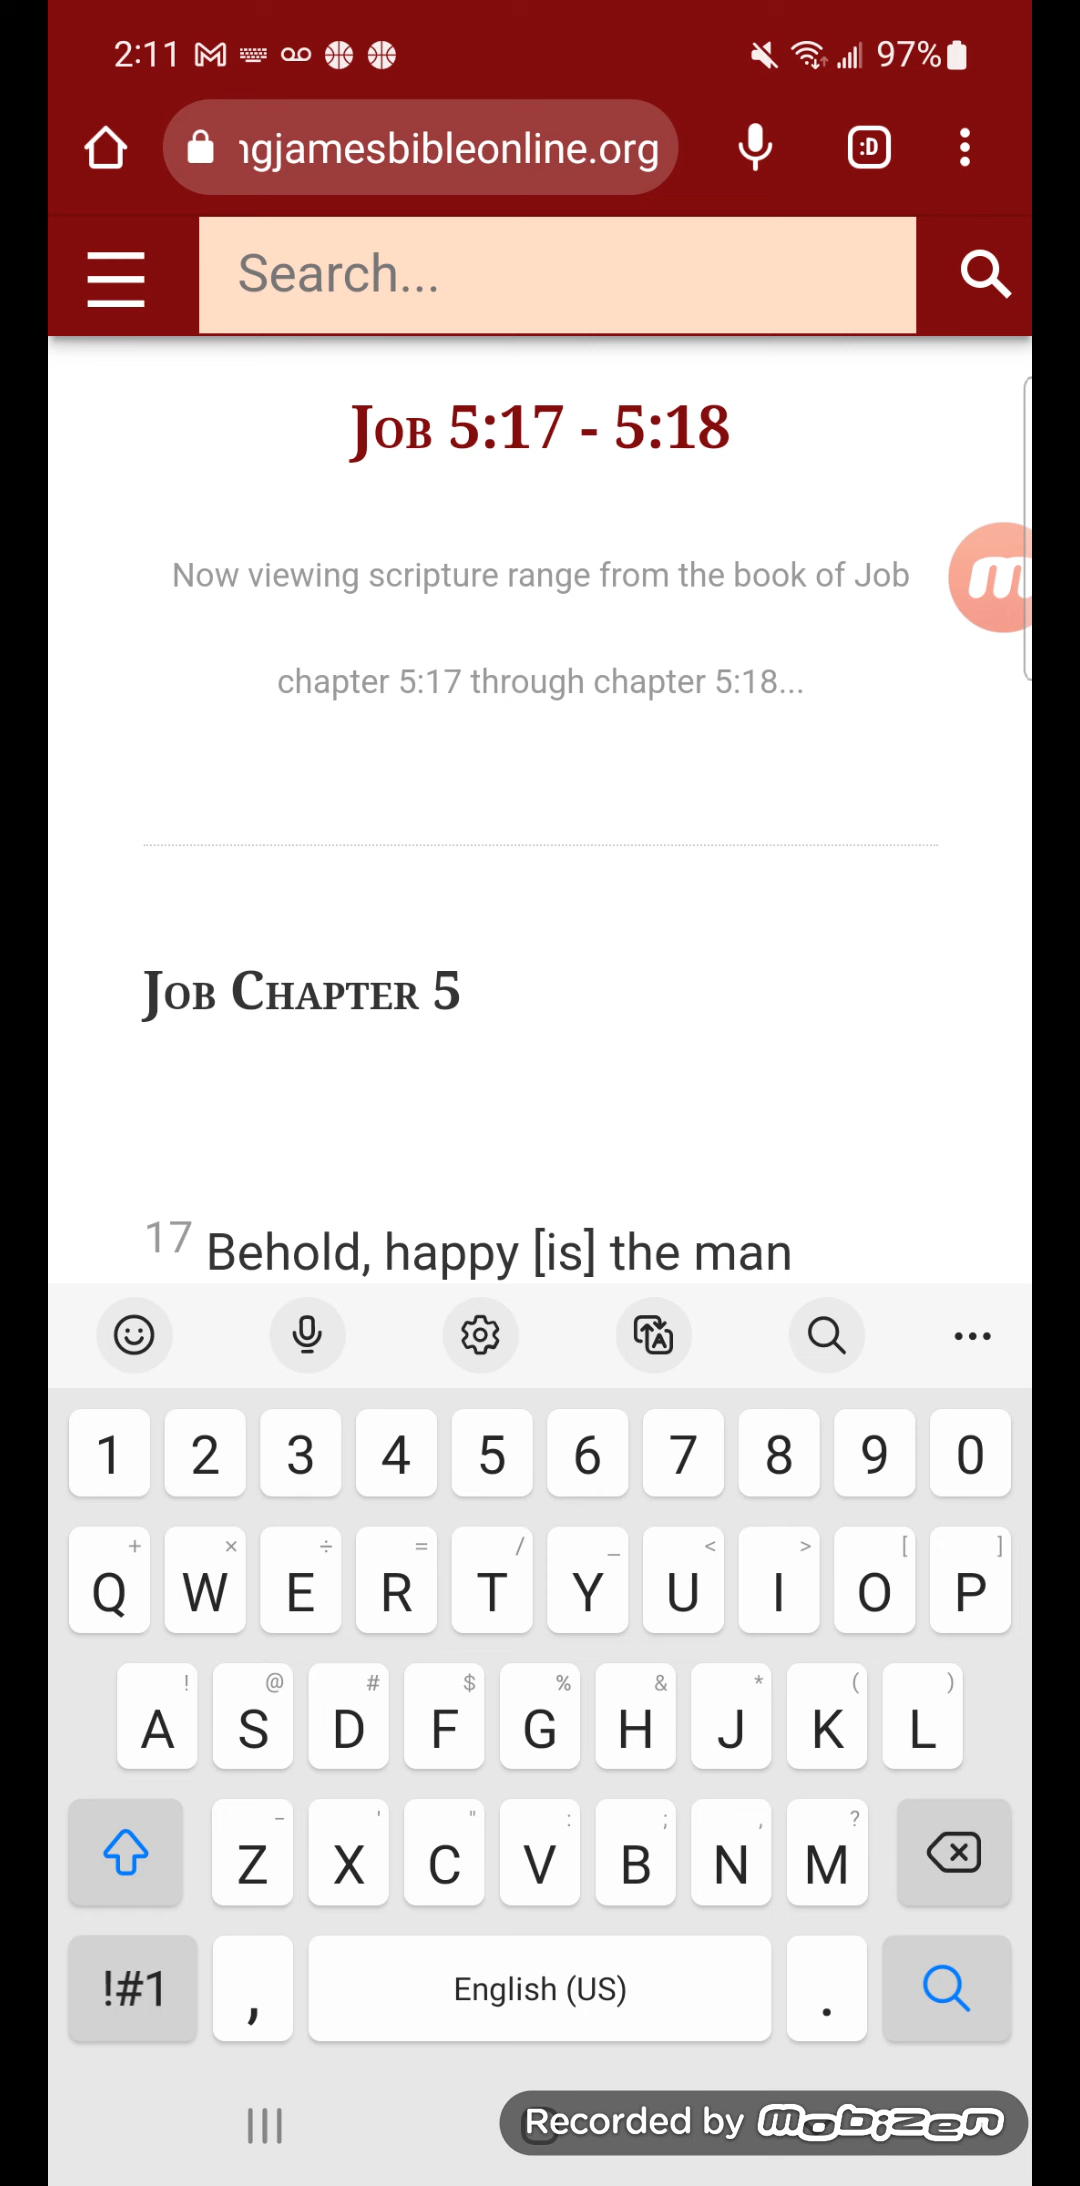 2:11 97%
ngjamesbibleonline.org :D
Search...
Job 5:17 - 5:18
Now viewing scripture range from the book of Job
chapter 5:17 through chapter 5:18...
Job Chapter 5
17 Behold, happy [is] the man
1 2 3 4 5 6 7 8 9 0
+ × ÷ = / _ < > [ ]
Q W E R T Y U I O P
! @ # $ % & * ( )
A S D F G H J K L
- ' " : ; , ?
Z X C V B N M
!#1 , English (US) .
Recorded by mobizen